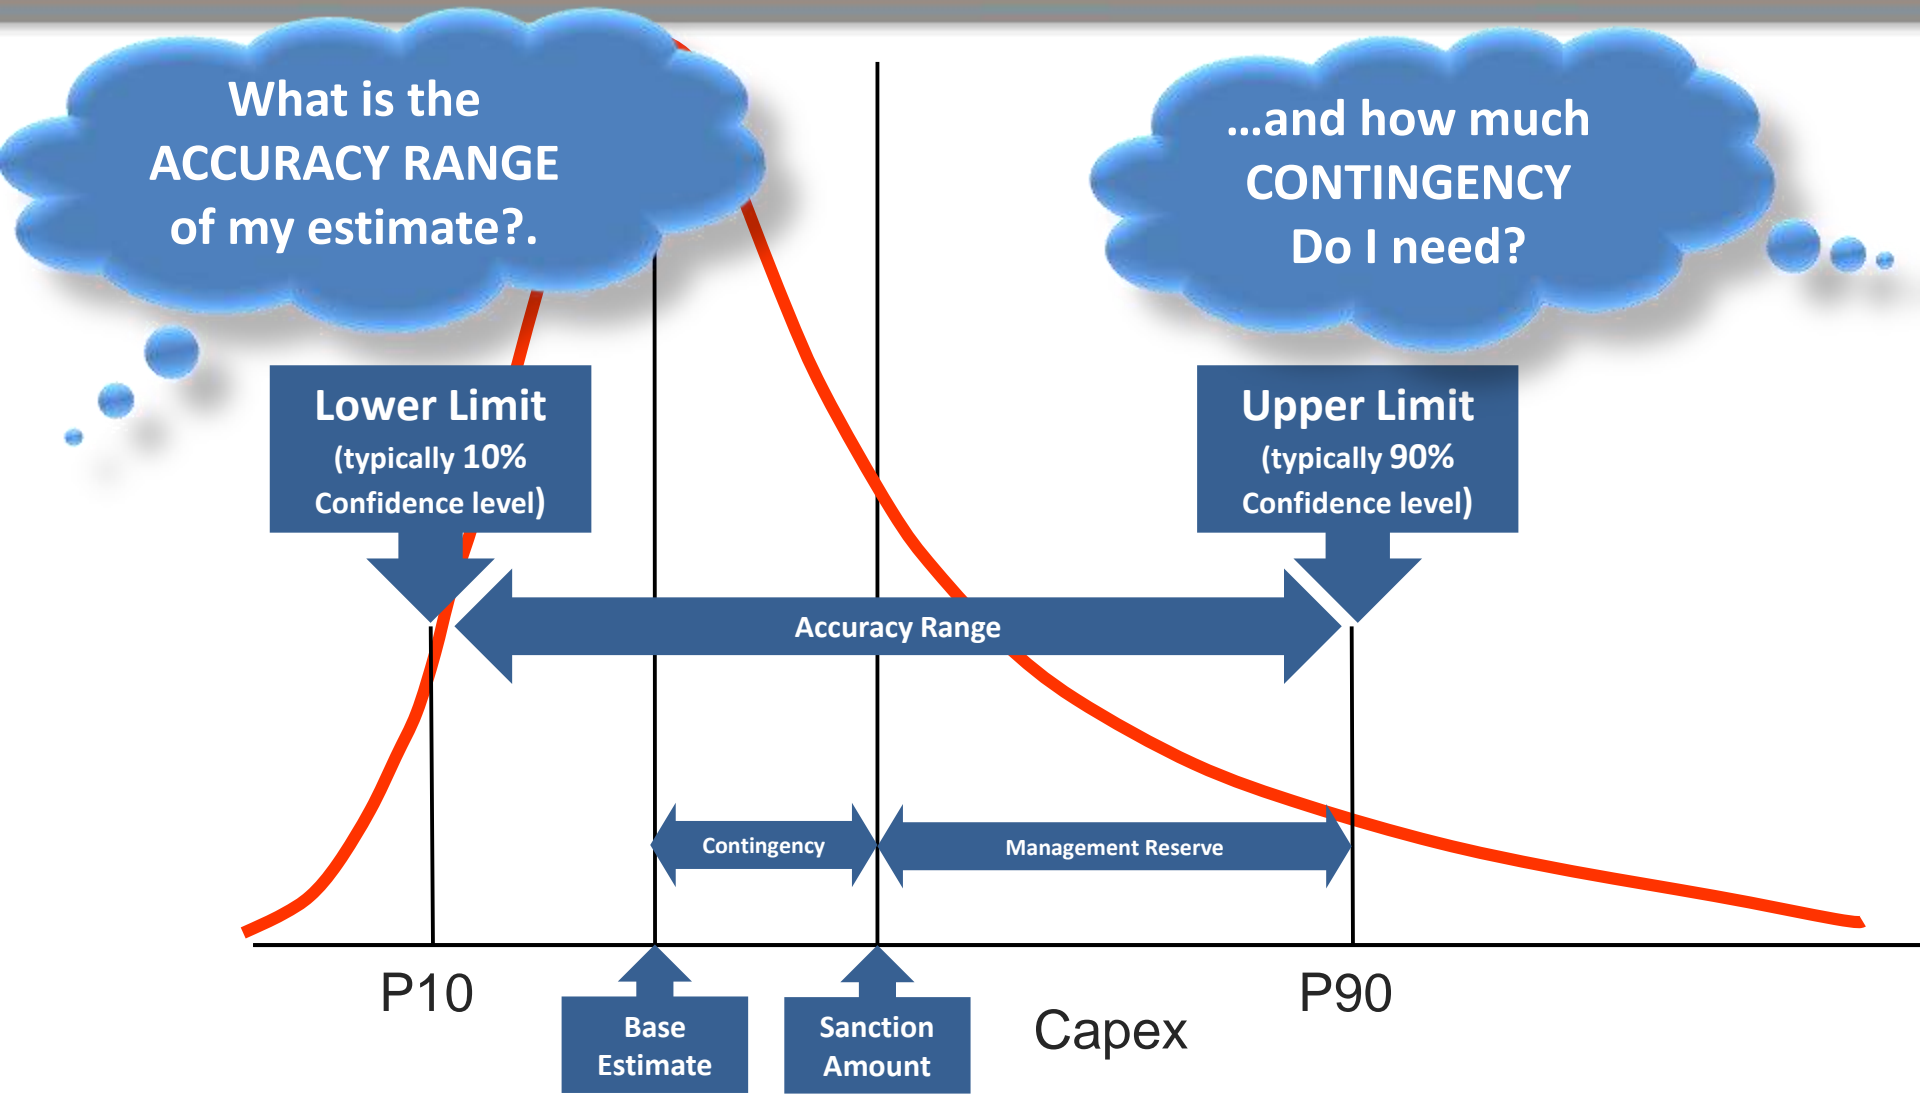 What is the
ACCURACY RANGE
of my estimate?.
...and how much
CONTINGENCY
Do I need?
Lower Limit
(typically 10%
Confidence level)
Upper Limit
(typically 90%
Confidence level)
Accuracy Range
Contingency
Management Reserve
P10
P90
Base
Estimate
Sanction
Amount
Capex